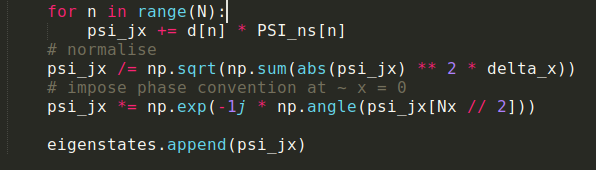 for n in range(N):
psi_jx += d[n] * PSI_ns[n]
# normalise
psi_jx /= np.sqrt(np.sum(abs(psi_jx) ** 2 * delta_x))
# impose phase convention at ~ x = 0
psi_jx *= np.exp(-1j * np.angle(psi_jx[Nx // 2]))
eigenstates.append(psi_jx)